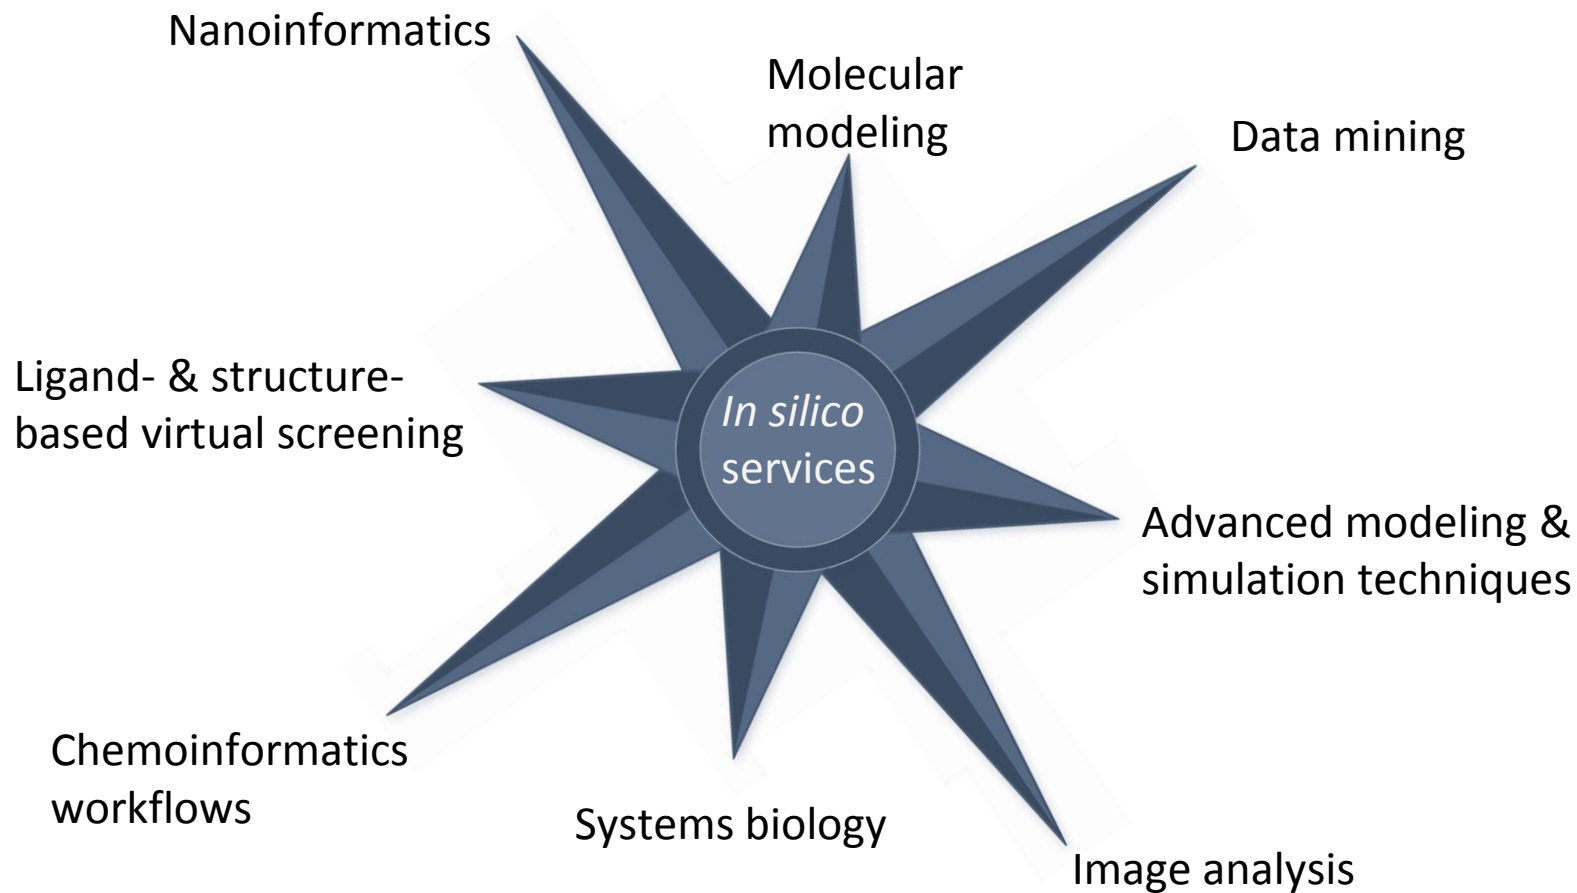 Nanoinformatics
Molecular
modeling
Data mining
Ligand- & structure-
based virtual screening
In silico
services
Advanced modeling &
simulation techniques
Chemoinformatics
workflows
Systems biology
Image analysis